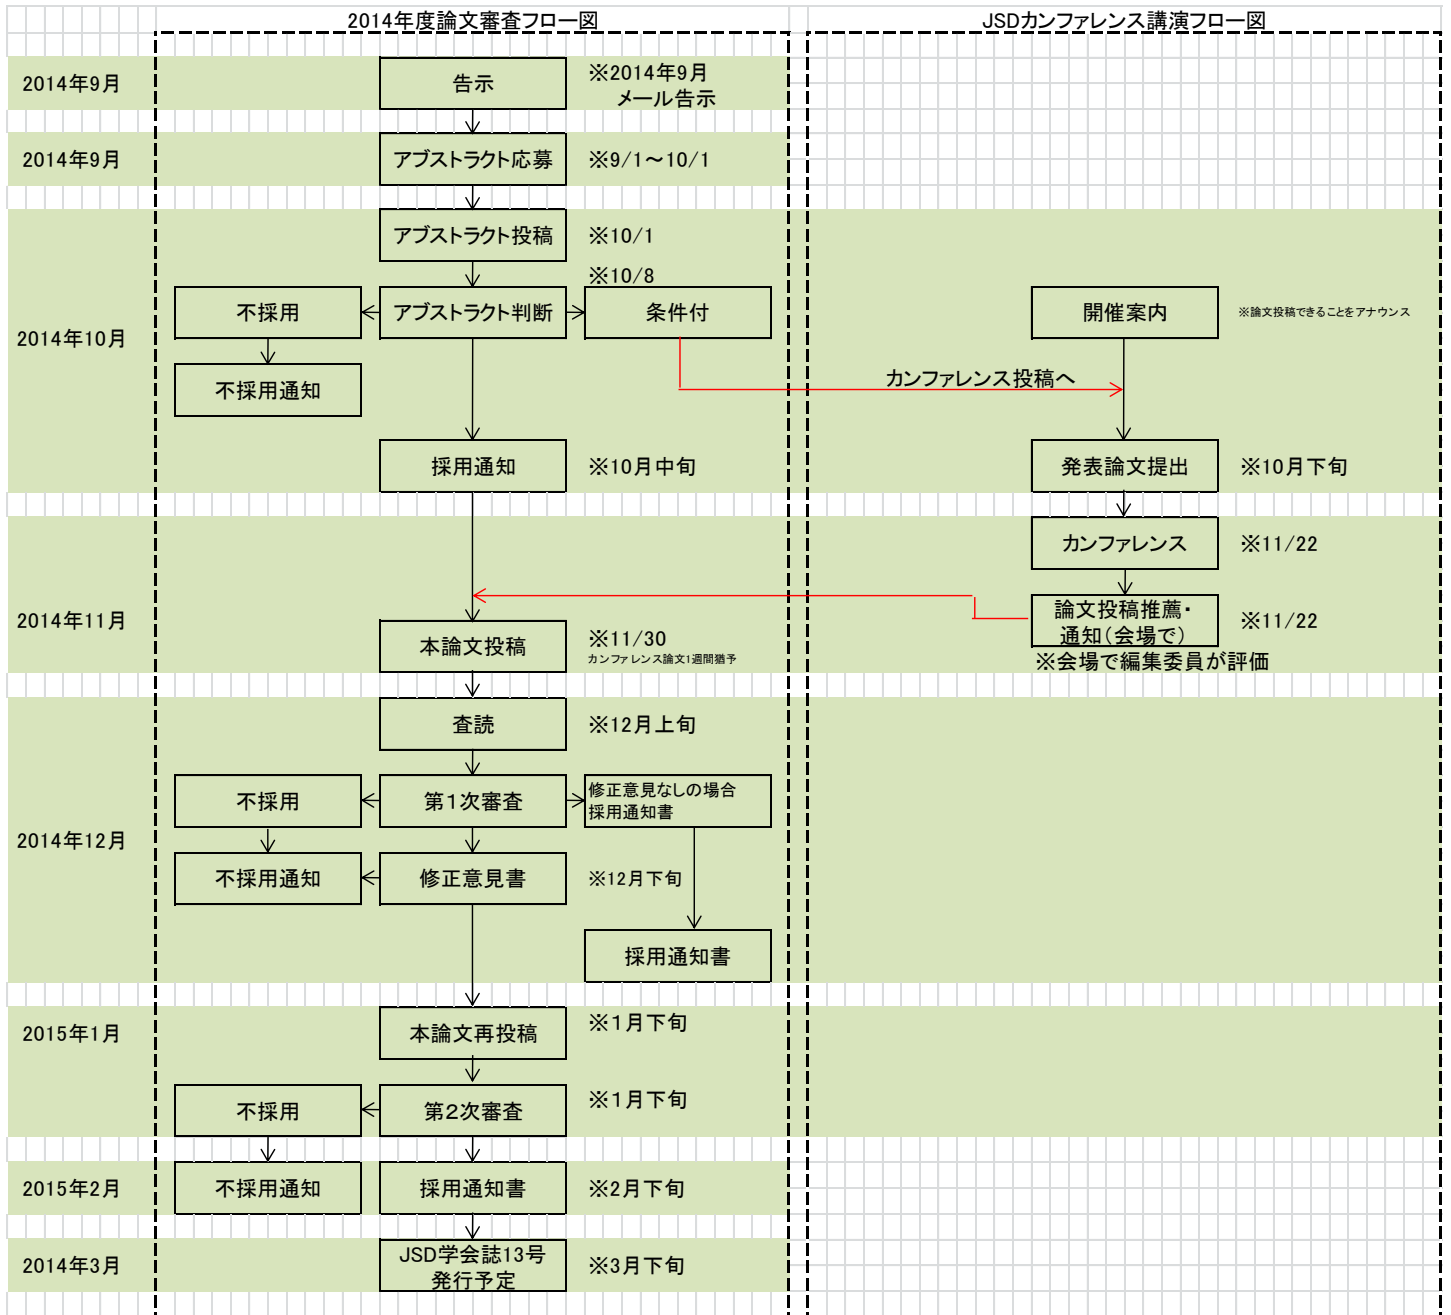 2014年度論文審査フロー図
JSDカンファレンス講演フロー図
2014年9月
告示
※2014年9月
メール告示
2014年9月
アブストラクト応募
※9/1～10/1
アブストラクト投稿
※10/1
※10/8
不採用
アブストラクト判断
条件付
開催案内
※論文投稿できることをアナウンス
2014年10月
不採用通知
カンファレンス投稿へ
採用通知
※10月中旬
発表論文提出
※10月下旬
カンファレンス
※11/22
2014年11月
論文投稿推薦・
通知(会場で)
※11/22
※会場で編集委員が評価
本論文投稿
※11/30
カンファレンス論文1週間猶予
査読
※12月上旬
不採用
第1次審査
修正意見なしの場合
採用通知書
2014年12月
不採用通知
修正意見書
※12月下旬
採用通知書
2015年1月
本論文再投稿
※1月下旬
不採用
第2次審査
※1月下旬
2015年2月
不採用通知
採用通知書
※2月下旬
2014年3月
JSD学会誌13号
発行予定
※3月下旬